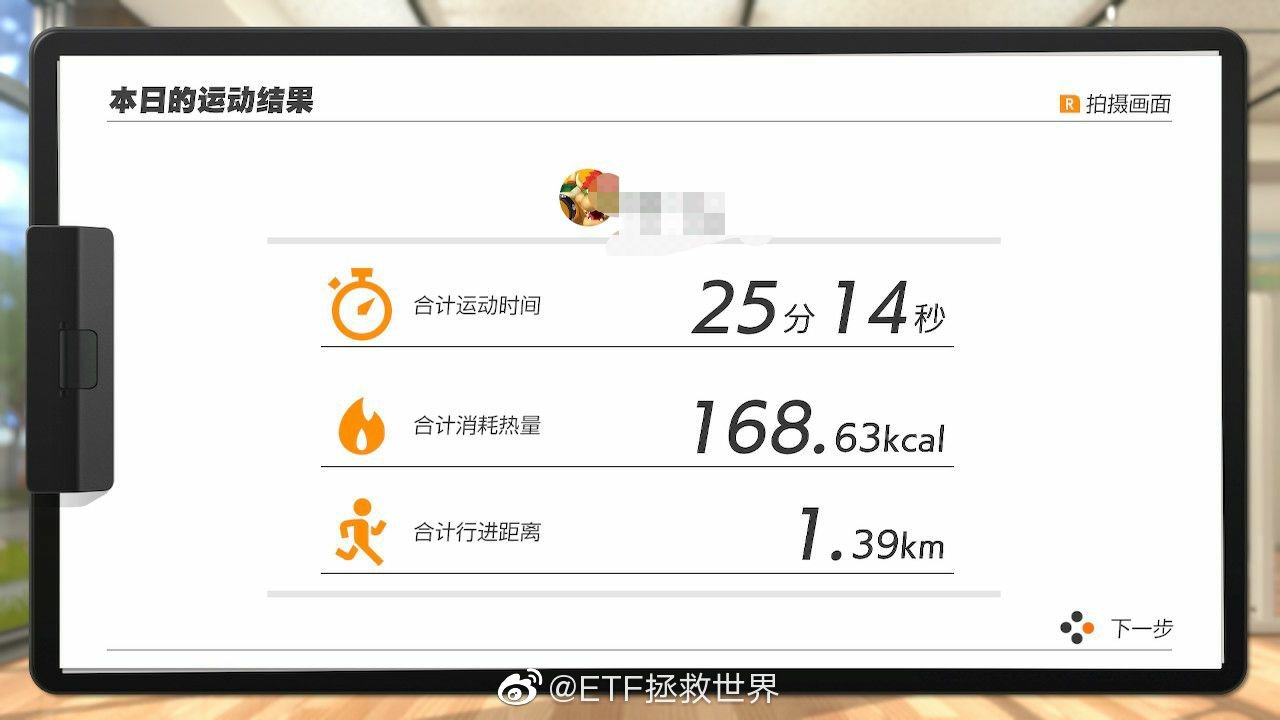 本日的运动结果
R 拍摄画面
合计运动时间 25分14秒
合计消耗热量 168.63kcal
合计行进距离 1.39km
下一步
@ETF拯救世界